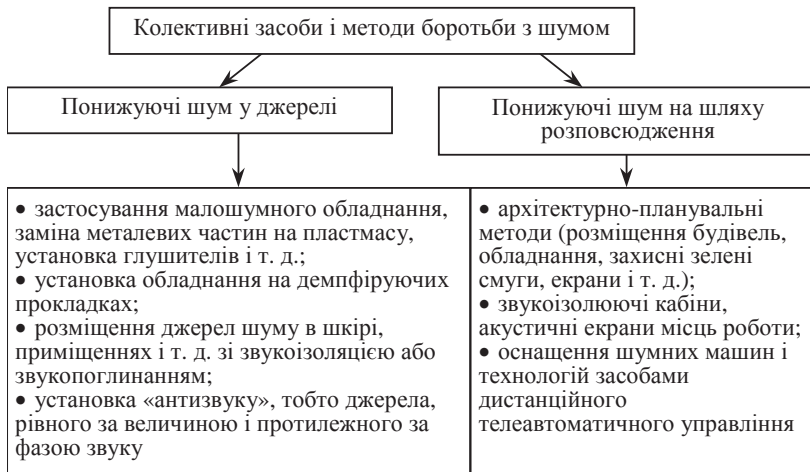 Колективні засоби і методи боротьби з шумом
Понижуючі шум у джерелі
Понижуючі шум на шляху
розповсюдження
• застосування малошумного обладнання,
заміна металевих частин на пластмасу,
установка глушителів і т. д.;
• установка обладнання на демпфіруючих
прокладках;
• розміщення джерел шуму в шкірі,
приміщеннях і т. д. зі звукоізоляцією або
звукопоглинанням;
• установка «антизвуку», тобто джерела,
рівного за величиною і протилежного за
фазою звуку
• архітектурно-планувальні
методи (розміщення будівель,
обладнання, захисні зелені
смуги, екрани і т. д.);
• звукоізолюючі кабіни,
акустичні екрани місць роботи;
• оснащення шумних машин і
технологій засобами
дистанційного
телеавтоматичного управління